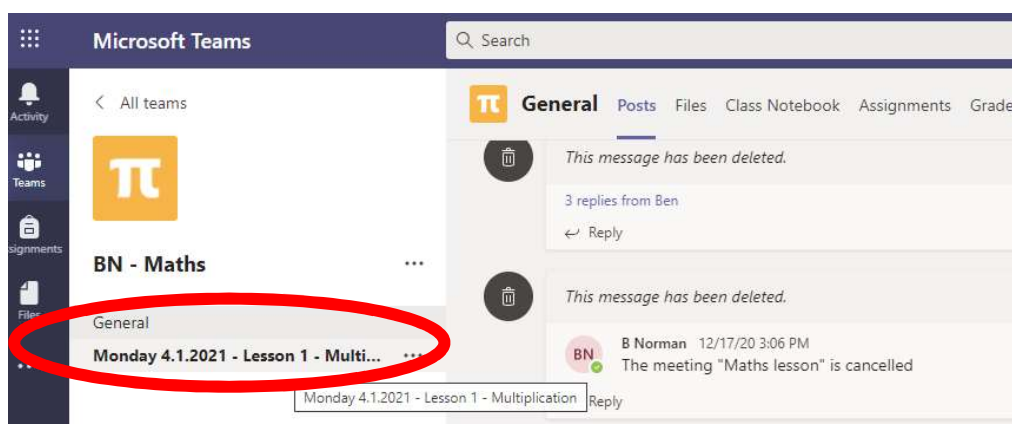 Microsoft Teams
Search
Activity
Teams
signments
Files
All teams
π
BN - Maths
...
General
Monday 4.1.2021 - Lesson 1 - Multi... ...
Monday 4.1.2021 - Lesson 1 - Multiplication
π General Posts Files Class Notebook Assignments Grade
This message has been deleted.
3 replies from Ben
Reply
This message has been deleted.
BN
B Norman 12/17/20 3:06 PM
The meeting "Maths lesson" is cancelled
Reply